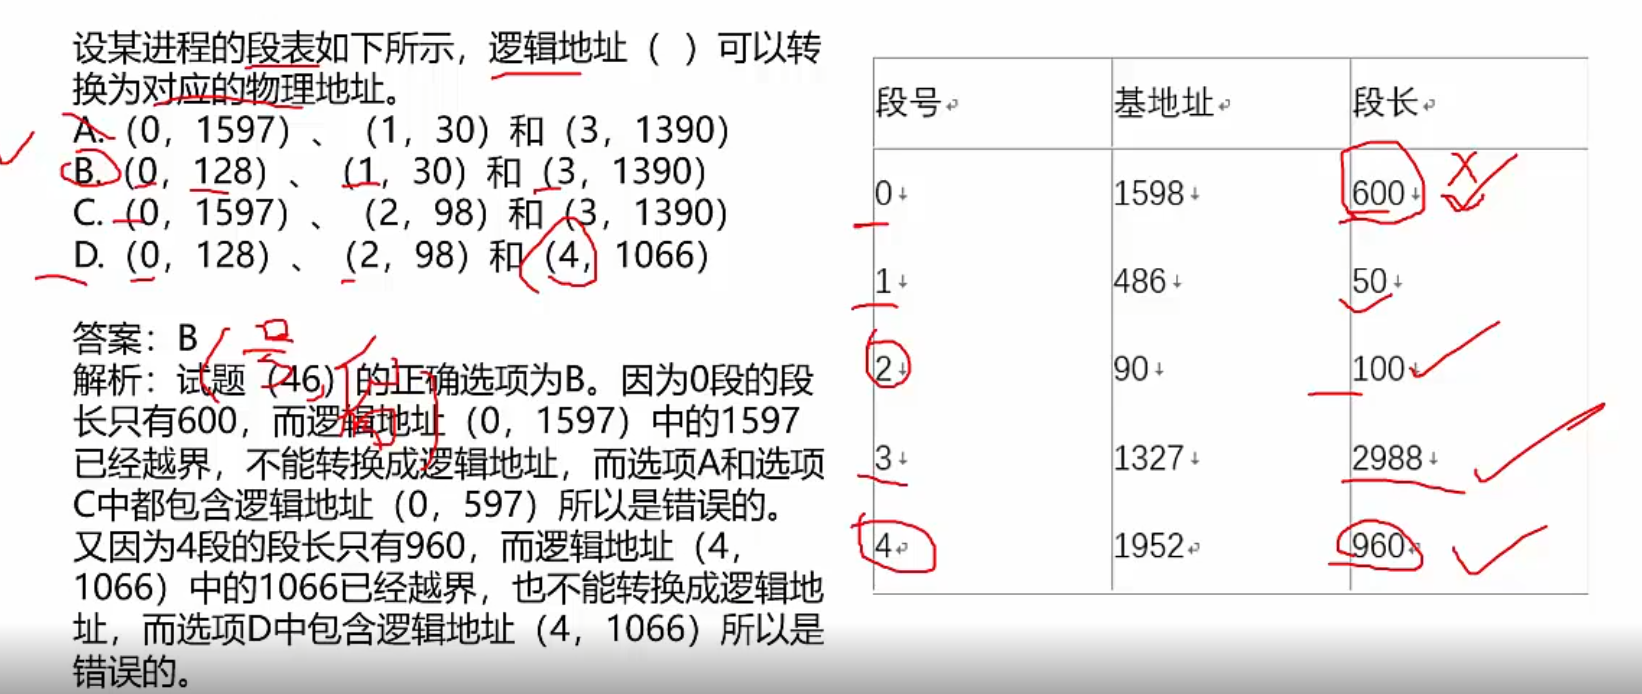 设某进程的段表如下所示，逻辑地址（ ）可以转
换为对应的物理地址。
A.（0，1597）、（1，30）和（3，1390）
B.（0，128）、（1，30）和（3，1390）
C.（0，1597）、（2，98）和（3，1390）
D.（0，128）、（2，98）和（4，1066）
答案：B
解析：试题（46）的正确选项为B。因为0段的段
长只有600，而逻辑地址（0，1597）中的1597
已经越界，不能转换成逻辑地址，而选项A和选项
C中都包含逻辑地址（0，597）所以是错误的。
又因为4段的段长只有960，而逻辑地址（4，
1066）中的1066已经越界，也不能转换成逻辑地
址，而选项D中包含逻辑地址（4，1066）所以是
错误的。
段号 基地址 段长
0 1598 600
1 486 50
2 90 100
3 1327 2988
4 1952 960